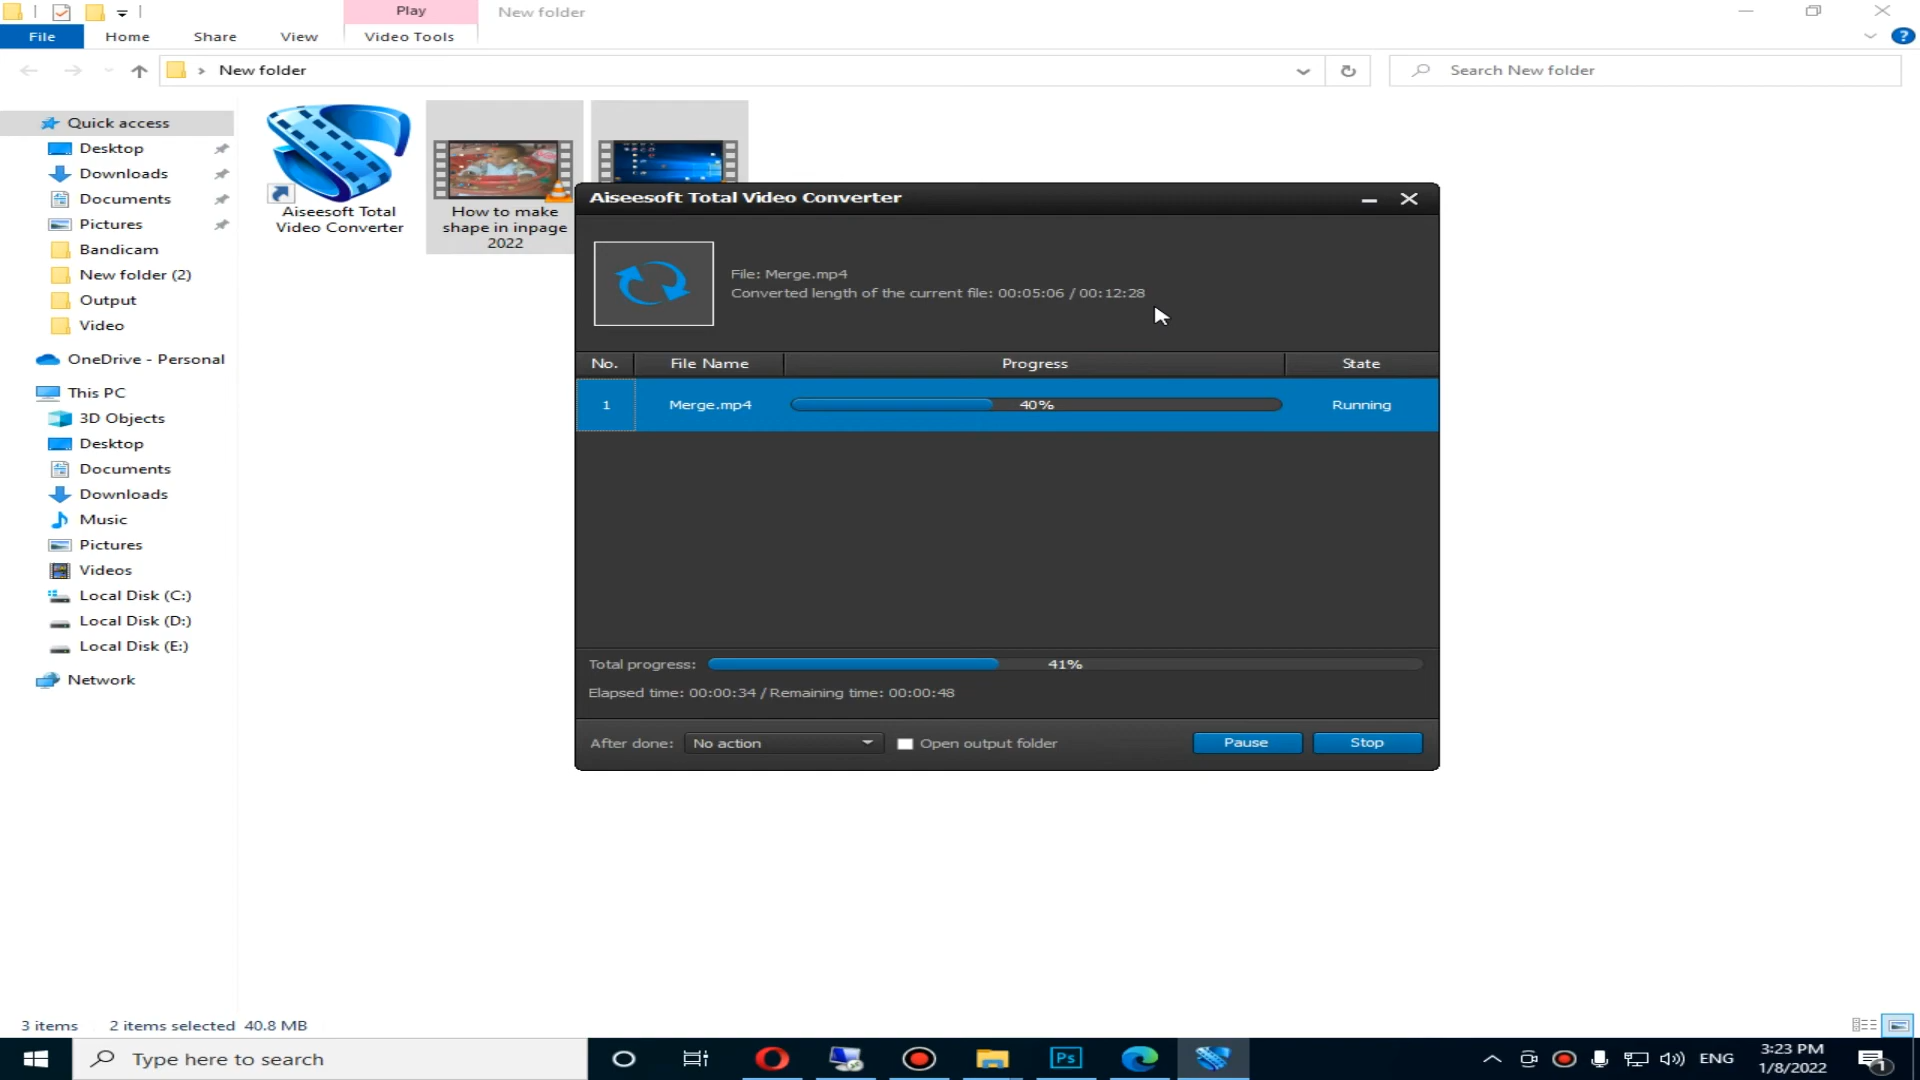 Play
New folder
File
Home
Share
View
Video Tools
New folder
Search New folder
Quick access
Desktop
Downloads
Documents
Pictures
Bandicam
New folder (2)
Output
Video
OneDrive - Personal
This PC
3D Objects
Desktop
Documents
Downloads
Music
Pictures
Videos
Local Disk (C:)
Local Disk (D:)
Local Disk (E:)
Network
Aiseesoft Total
Video Converter
How to make
shape in inpage
2022
Aiseesoft Total Video Converter
File: Merge.mp4
Converted length of the current file: 00:05:06 / 00:12:28
No.
File Name
Progress
State
1
Merge.mp4
40%
Running
Total progress:
41%
Elapsed time: 00:00:34 / Remaining time: 00:00:48
After done:
No action
Open output folder
Pause
Stop
3 items
2 items selected 40.8 MB
Type here to search
Ps
ENG
3:23 PM
1/8/2022
1